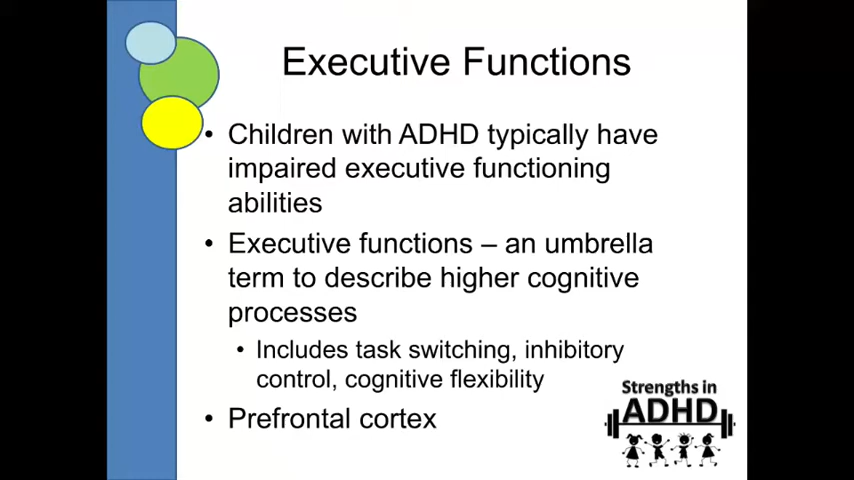 Executive Functions
• Children with ADHD typically have
impaired executive functioning
abilities
• Executive functions – an umbrella
term to describe higher cognitive
processes
• Includes task switching, inhibitory
control, cognitive flexibility
• Prefrontal cortex
Strengths in
ADHD